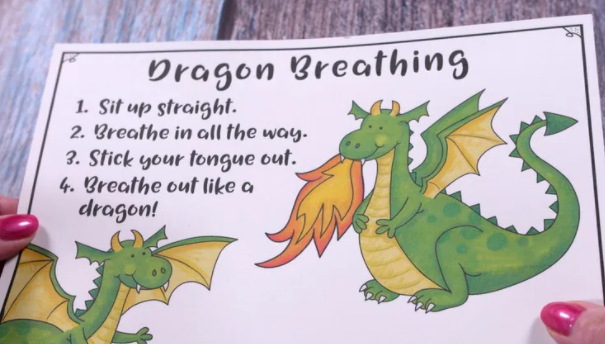 Dragon Breathing
1. Sit up straight.
2. Breathe in all the way.
3. Stick your tongue out.
4. Breathe out like a
dragon!